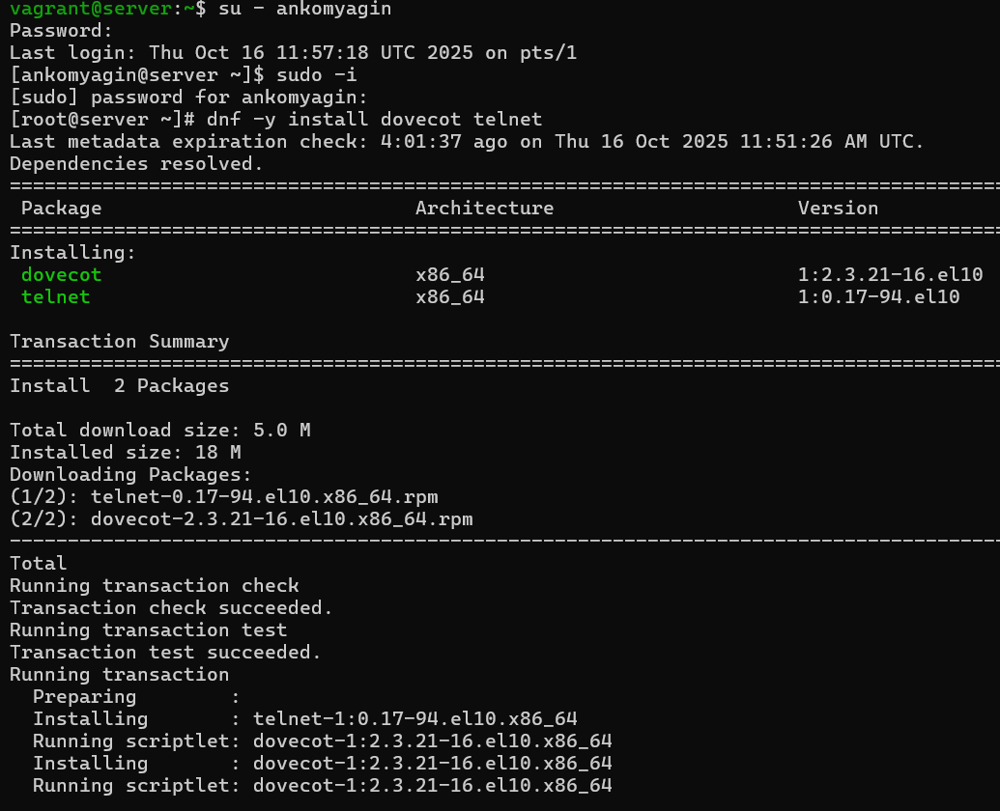 vagrant@server:~$ su - ankomyagin
Password:
Last login: Thu Oct 16 11:57:18 UTC 2025 on pts/1
[ankomyagin@server ~]$ sudo -i
[sudo] password for ankomyagin:
[root@server ~]# dnf -y install dovecot telnet
Last metadata expiration check: 4:01:37 ago on Thu 16 Oct 2025 11:51:26 AM UTC.
Dependencies resolved.
================================================================================
Package Architecture Version
================================================================================
Installing:
dovecot x86_64 1:2.3.21-16.el10
telnet x86_64 1:0.17-94.el10
Transaction Summary
================================================================================
Install  2 Packages
Total download size: 5.0 M
Installed size: 18 M
Downloading Packages:
(1/2): telnet-0.17-94.el10.x86_64.rpm
(2/2): dovecot-2.3.21-16.el10.x86_64.rpm
--------------------------------------------------------------------------------
Total
Running transaction check
Transaction check succeeded.
Running transaction test
Transaction test succeeded.
Running transaction
  Preparing        :
  Installing       : telnet-1:0.17-94.el10.x86_64
  Running scriptlet: dovecot-1:2.3.21-16.el10.x86_64
  Installing       : dovecot-1:2.3.21-16.el10.x86_64
  Running scriptlet: dovecot-1:2.3.21-16.el10.x86_64